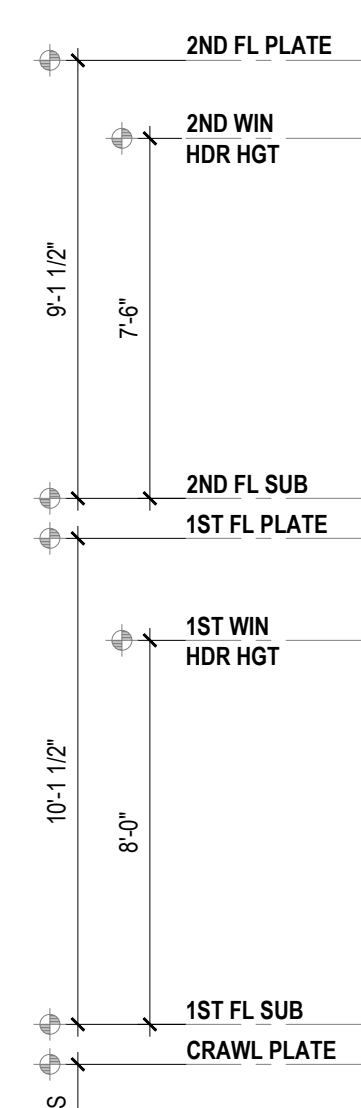 2ND FL PLATE
2ND WIN
HDR HGT
9'-1 1/2"
7'-6"
2ND FL SUB
1ST FL PLATE
1ST WIN
HDR HGT
10'-1 1/2"
8'-0"
1ST FL SUB
CRAWL PLATE
S